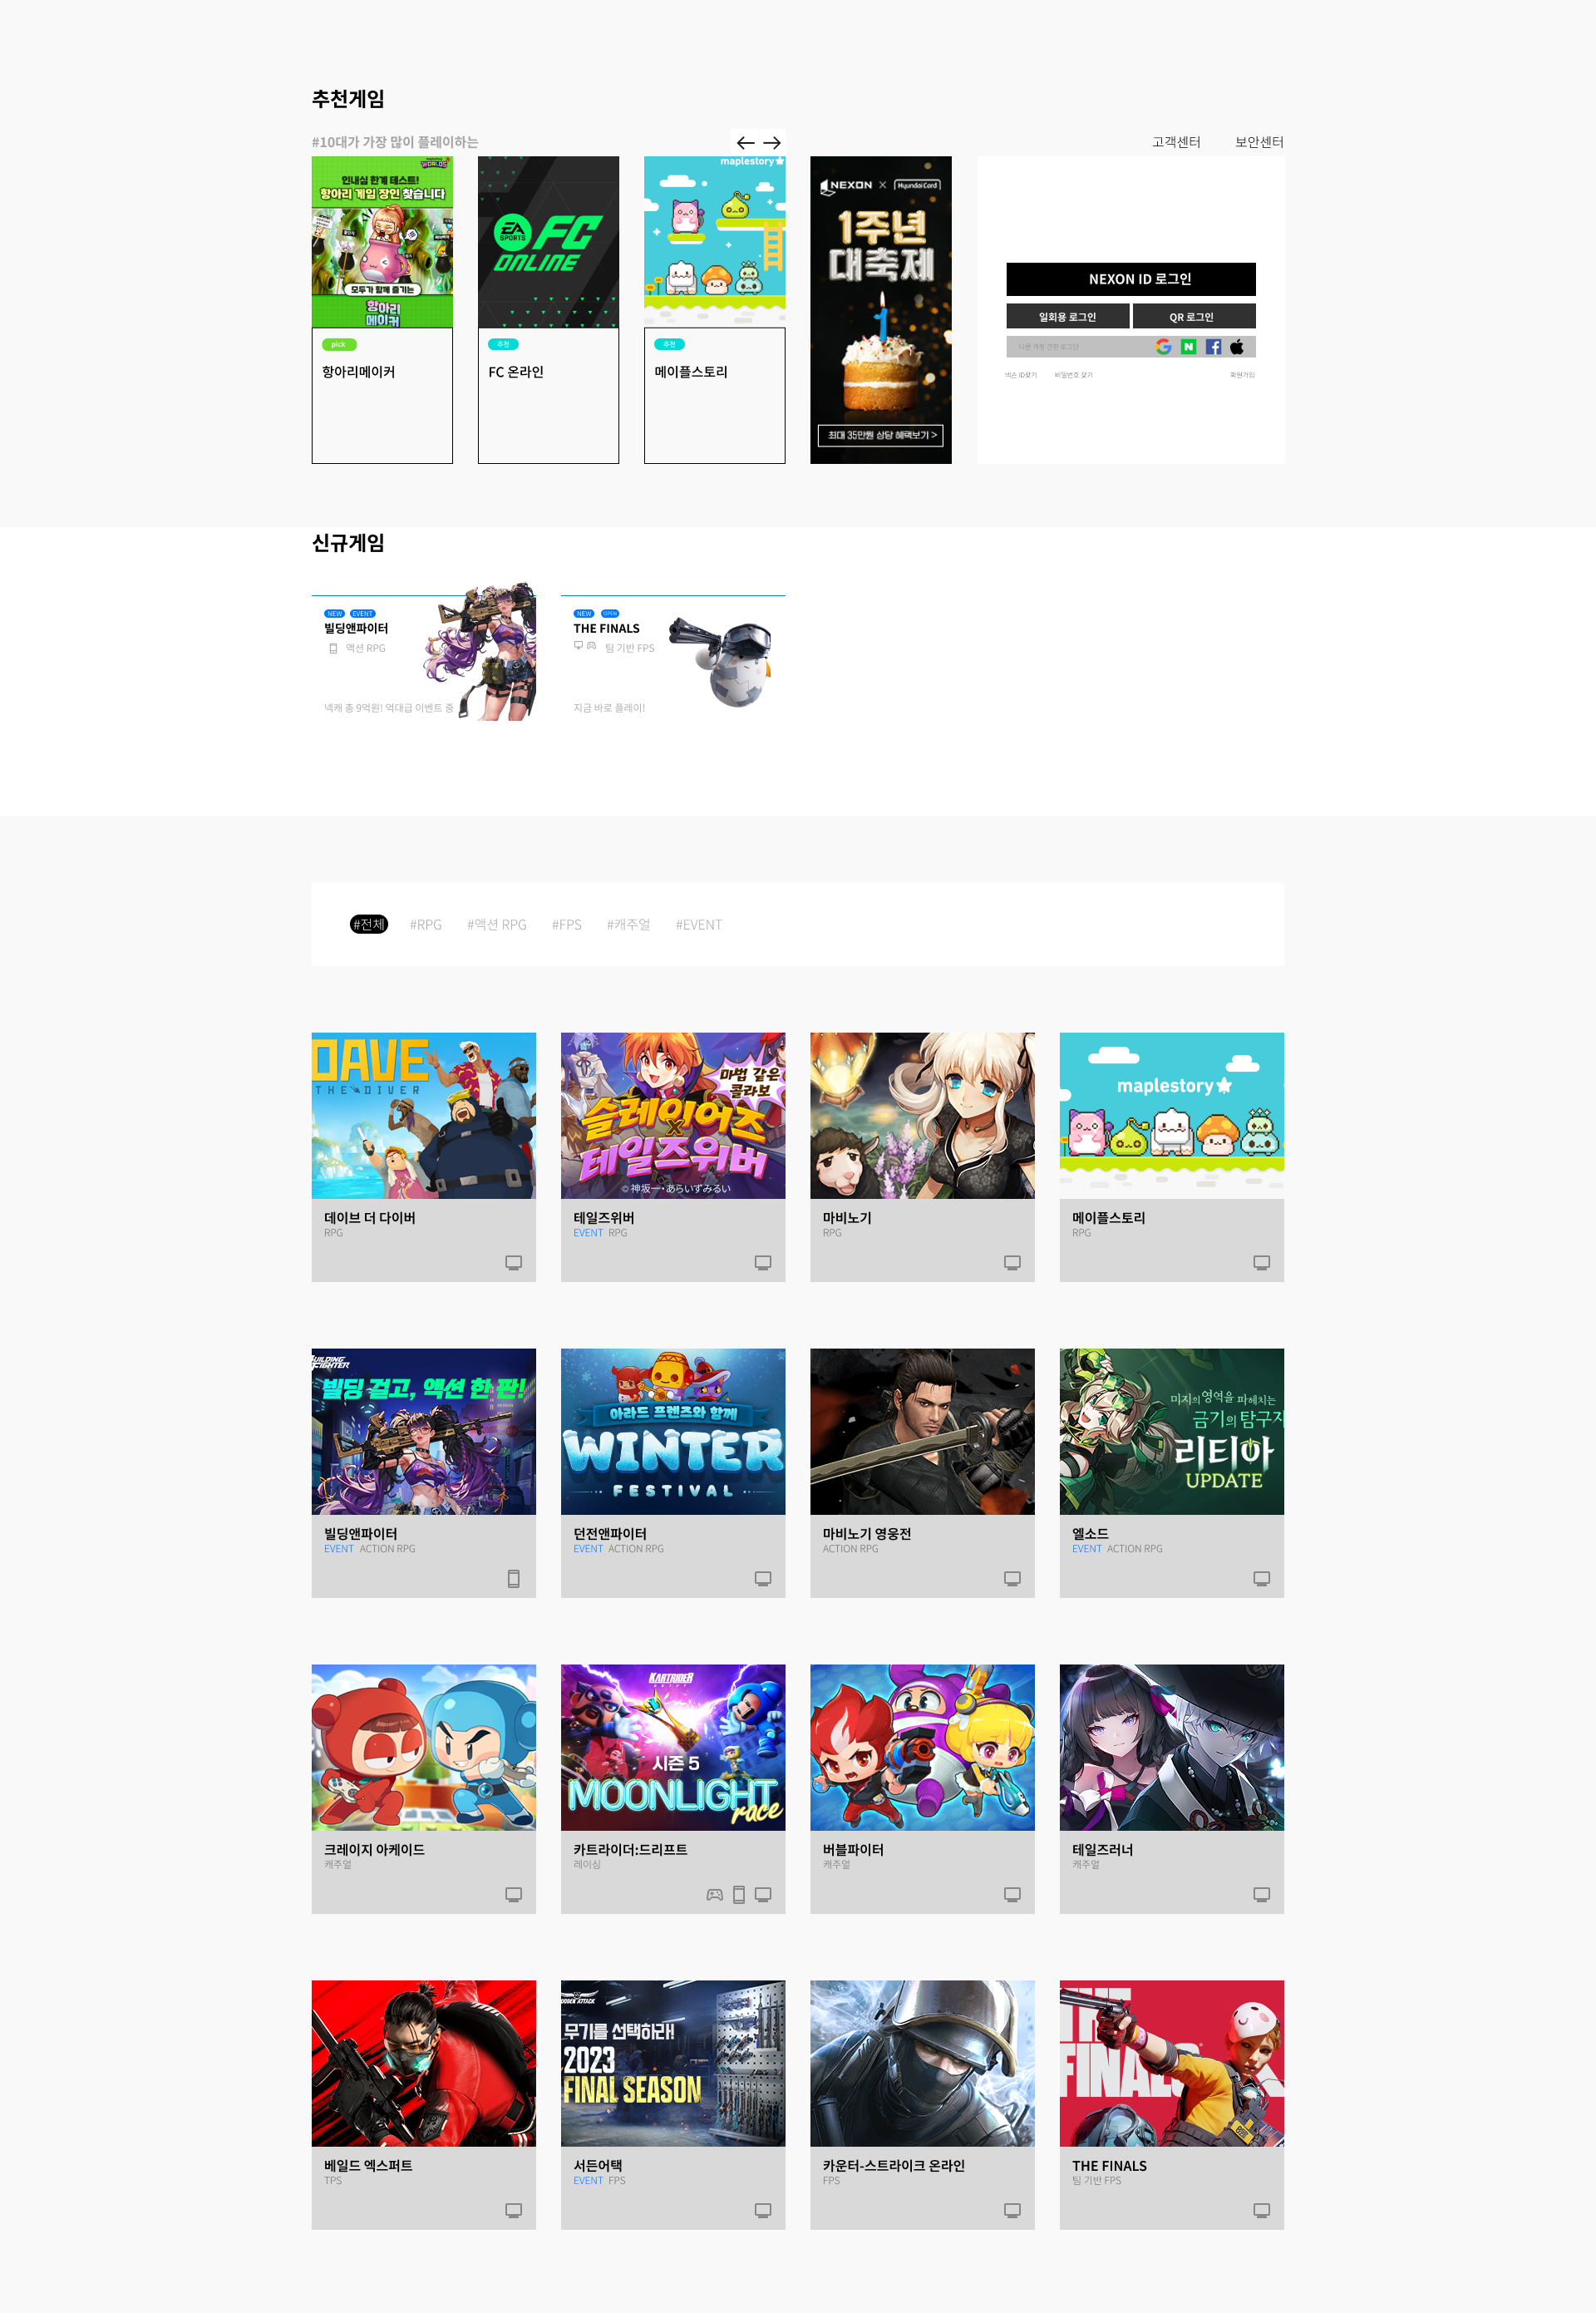 추천게임
#10대가 가장 많이 플레이하는
고객센터 보안센터
WORLDS
인내심 한계 테스트!
항아리 게임 장인 찾습니다
모두가 함께 즐기는
항아리
메이커
pick
항아리메이커
EA SPORTS FC
ONLINE
추천
FC 온라인
maplestory
추천
메이플스토리
NEXON X HyundaiCard
1주년
대축제
최대 35만원 상당 혜택보기 >
NEXON ID 로그인
일회용 로그인 QR 로그인
다른 계정 간편 로그인
넥슨 ID찾기 비밀번호 찾기 회원가입
신규게임
NEW EVENT
빌딩앤파이터
액션 RPG
넥캐 총 9억원! 억대급 이벤트 중
NEW OPEN
THE FINALS
팀 기반 FPS
지금 바로 플레이!
#전체 #RPG #액션 RPG #FPS #캐주얼 #EVENT
DAVE
THE DIVER
데이브 더 다이버
RPG
마법 같은
콜라보
슬레이어즈
X
테일즈위버
© 神坂一・あらいずみるい
테일즈위버
EVENT RPG
마비노기
RPG
maplestory
메이플스토리
RPG
BUILDING
FIGHTER
빌딩 걸고, 액션 한 판!
빌딩앤파이터
EVENT ACTION RPG
아라드 프렌즈와 함께
WINTER
FESTIVAL
던전앤파이터
EVENT ACTION RPG
마비노기 영웅전
ACTION RPG
미지의 영역을 파헤치는
금기의 탐구자
리티아
UPDATE
엘소드
EVENT ACTION RPG
크레이지 아케이드
캐주얼
KARTRIDER
DRIFT
시즌 5
MOONLIGHT
race
카트라이더:드리프트
레이싱
버블파이터
캐주얼
테일즈러너
캐주얼
베일드 엑스퍼트
TPS
SUDDEN ATTACK
무기를 선택하라!
2023
FINAL SEASON
서든어택
EVENT FPS
카운터-스트라이크 온라인
FPS
THE
FINALS
THE FINALS
팀 기반 FPS